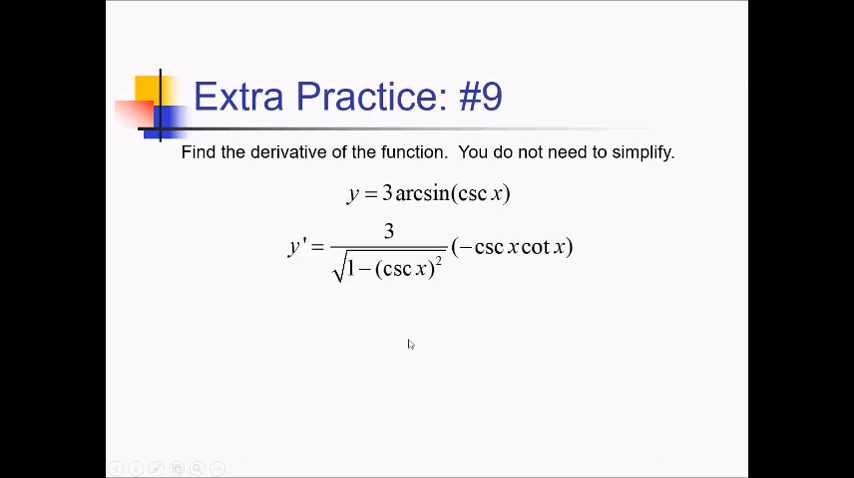 Extra Practice: #9
Find the derivative of the function. You do not need to simplify.
y = 3 arcsin(csc x)
y' = 3 / √(1 − (csc x)²) (− csc x cot x)